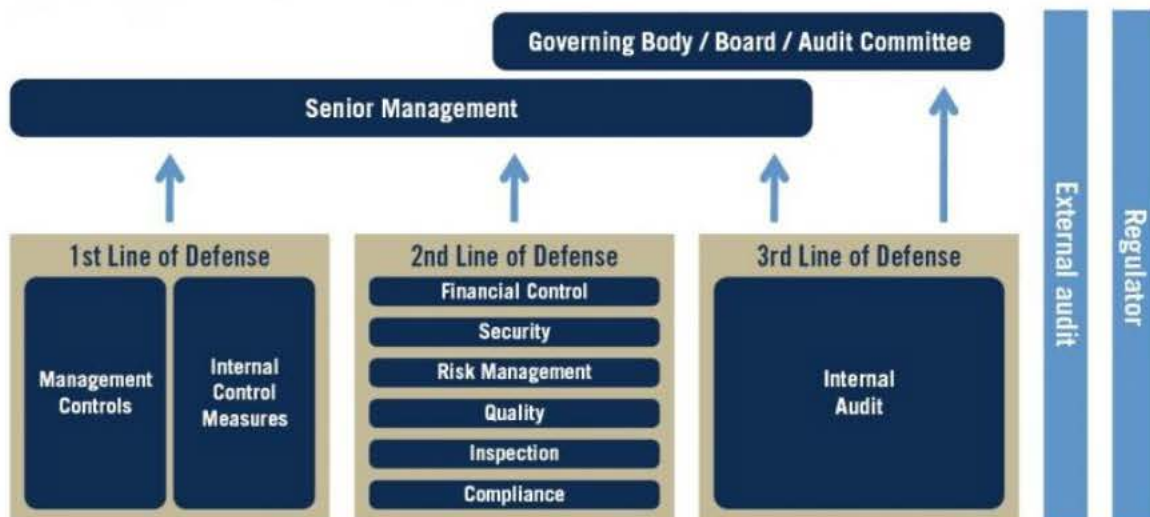 Governing Body / Board / Audit Committee
Senior Management
1st Line of Defense
Management
Controls
Internal
Control
Measures
2nd Line of Defense
Financial Control
Security
Risk Management
Quality
Inspection
Compliance
3rd Line of Defense
Internal
Audit
External audit
Regulator